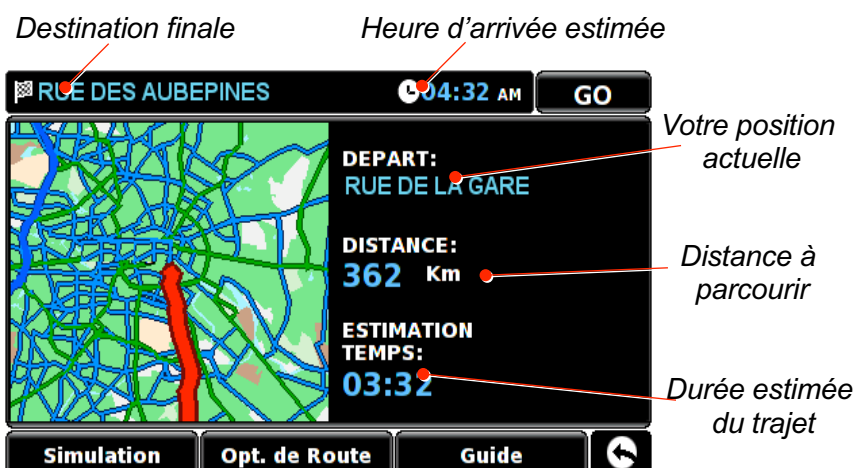 Destination finale
Heure d'arrivée estimée
RUE DES AUBEPINES
04:32 AM
GO
Votre position
actuelle
DEPART:
RUE DE LA GARE
DISTANCE:
362 Km
Distance à
parcourir
ESTIMATION
TEMPS:
03:32
Durée estimée
du trajet
Simulation
Opt. de Route
Guide